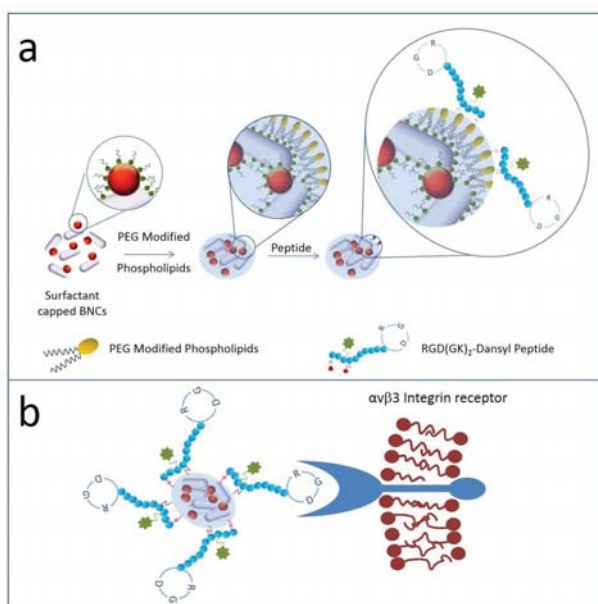 a
R
G
D
R
G
D
PEG Modified
Phospholipids
Peptide
Surfactant
capped BNCs
PEG Modified Phospholipids
R
G
D
RGD(GK)₂-Dansyl Peptide
b
αvβ3 Integrin receptor
R
G
D
R
G
D
R
G
D
R
G
D